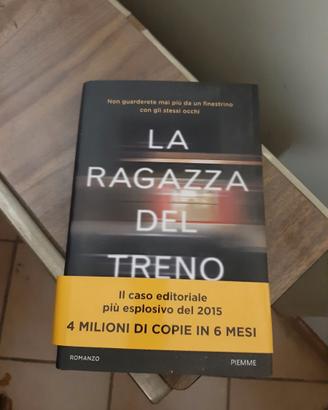 Non guarderete mai più da un finestrino
con gli stessi occhi
LA
RAGAZZA
DEL
TRENO
Il caso editoriale
più esplosivo del 2015
4 MILIONI DI COPIE IN 6 MESI
ROMANZO PIEMME